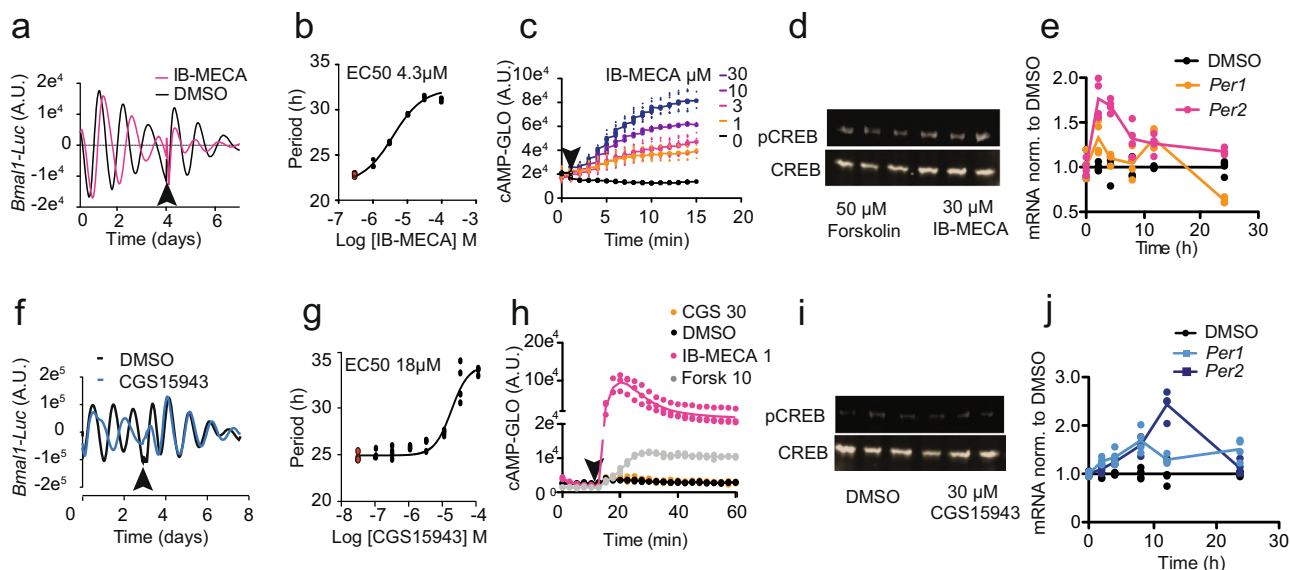 a
IB-MECA
DMSO
Bmal1-Luc (A.U.)
2e⁴
1e⁴
0
-1e⁴
-2e⁴
0 2 4 6
Time (days)
b
EC50 4.3µM
Period (h)
35
30
25
22
-7 -6 -5 -4 -3
Log [IB-MECA] M
c
IB-MECA µM
30
10
3
1
0
cAMP-GLO (A.U.)
10e⁴
8e⁴
6e⁴
4e⁴
2e⁴
0
0 5 10 15 20
Time (min)
d
pCREB
CREB
50 µM
Forskolin
30 µM
IB-MECA
e
DMSO
Per1
Per2
mRNA norm. to DMSO
2.0
1.5
1.0
0.5
0 10 20 30
Time (h)
f
DMSO
CGS15943
Bmal1-Luc (A.U.)
2e⁵
1e⁵
0
-1e⁵
-2e⁵
0 2 4 6 8
Time (days)
g
EC50 18µM
Period (h)
35
30
25
20
-8 -7 -6 -5 -4
Log [CGS15943] M
h
CGS 30
DMSO
IB-MECA 1
Forsk 10
cAMP-GLO (A.U.)
20e⁴
10e⁴
2e⁴
2e⁴
0
0 20 40 60
Time (min)
i
pCREB
CREB
DMSO
30 µM
CGS15943
j
DMSO
Per1
Per2
mRNA norm. to DMSO
3.0
2.0
1.0
0 10 20 30
Time (h)